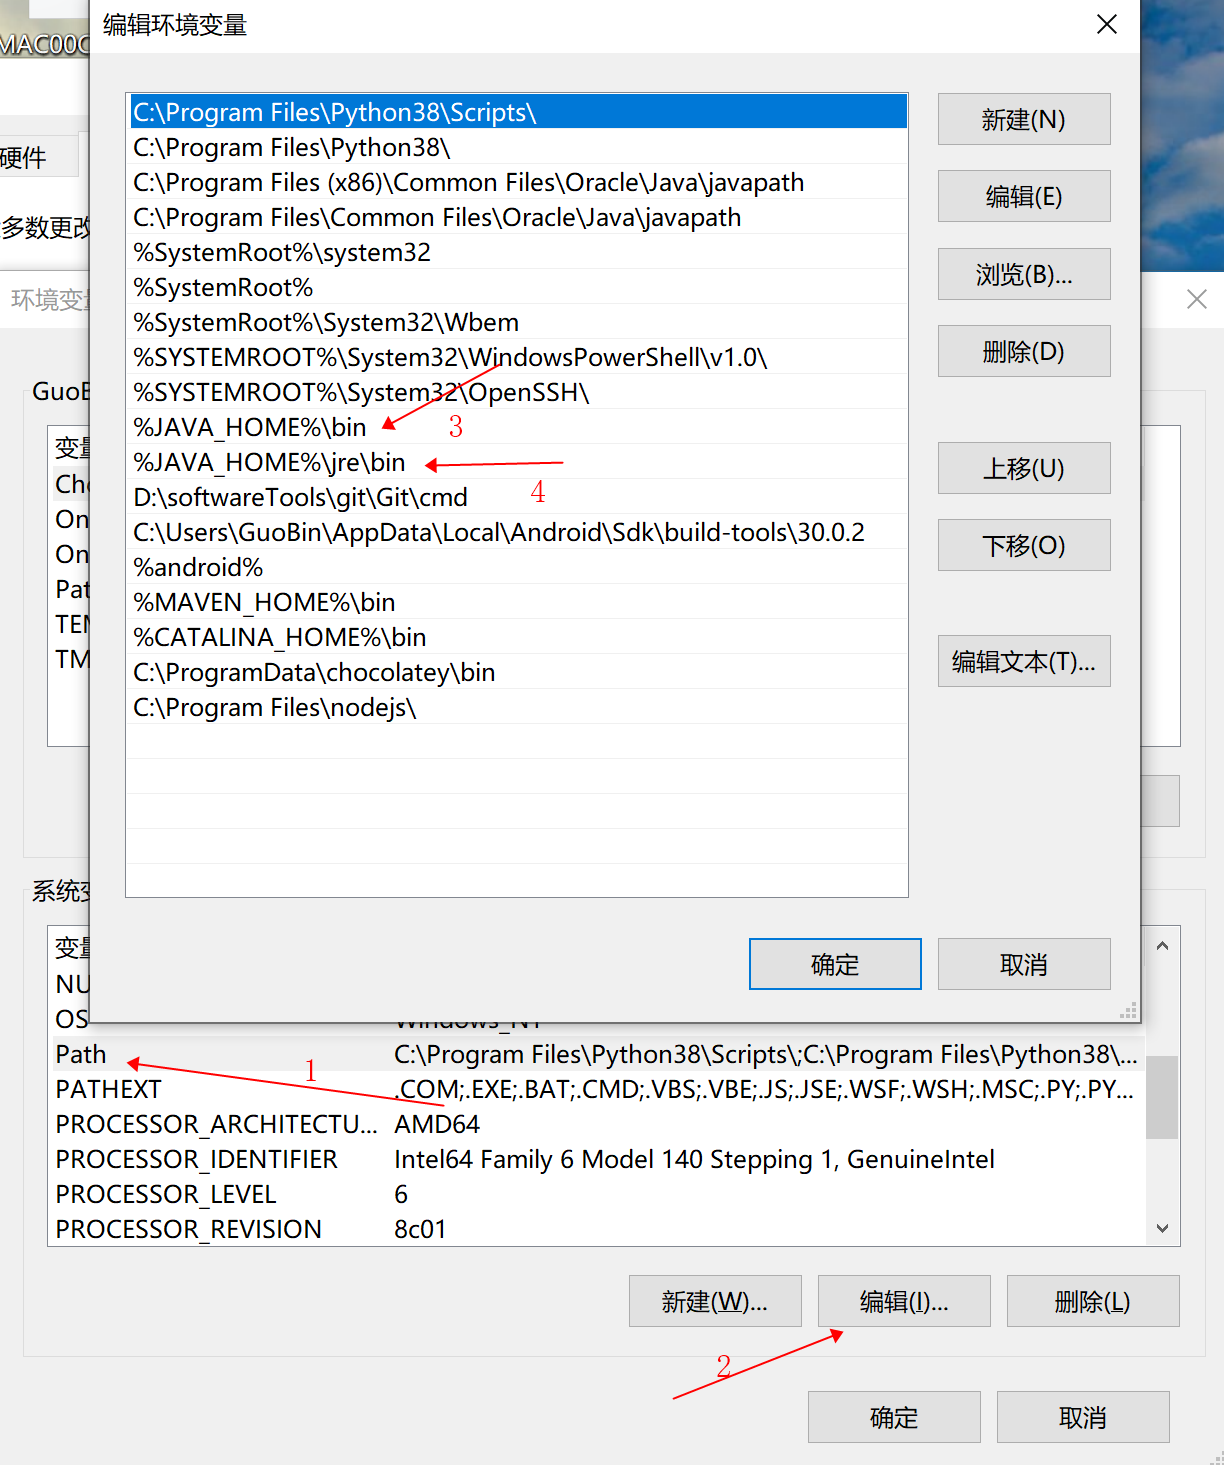 编辑环境变量
MAC00C
硬件
多数更改
环境变量
C:\Program Files\Python38\Scripts\
C:\Program Files\Python38\
C:\Program Files (x86)\Common Files\Oracle\Java\javapath
C:\Program Files\Common Files\Oracle\Java\javapath
%SystemRoot%\system32
%SystemRoot%
%SystemRoot%\System32\Wbem
%SYSTEMROOT%\System32\WindowsPowerShell\v1.0\
%SYSTEMROOT%\System32\OpenSSH\
%JAVA_HOME%\bin
3
%JAVA_HOME%\jre\bin
4
D:\softwareTools\git\Git\cmd
C:\Users\GuoBin\AppData\Local\Android\Sdk\build-tools\30.0.2
%android%
%MAVEN_HOME%\bin
%CATALINA_HOME%\bin
C:\ProgramData\chocolatey\bin
C:\Program Files\nodejs\
新建(N)
编辑(E)
浏览(B)...
删除(D)
上移(U)
下移(O)
编辑文本(T)...
确定
取消
GuoB
变量
Cho
On
On
Pat
TEM
TM
系统变
变量
NU
OS Windows_NT
Path C:\Program Files\Python38\Scripts\;C:\Program Files\Python38\...
1
PATHEXT .COM;.EXE;.BAT;.CMD;.VBS;.VBE;.JS;.JSE;.WSF;.WSH;.MSC;.PY;.PY...
PROCESSOR_ARCHITECTU... AMD64
PROCESSOR_IDENTIFIER Intel64 Family 6 Model 140 Stepping 1, GenuineIntel
PROCESSOR_LEVEL 6
PROCESSOR_REVISION 8c01
新建(W)...
编辑(I)...
删除(L)
2
确定
取消